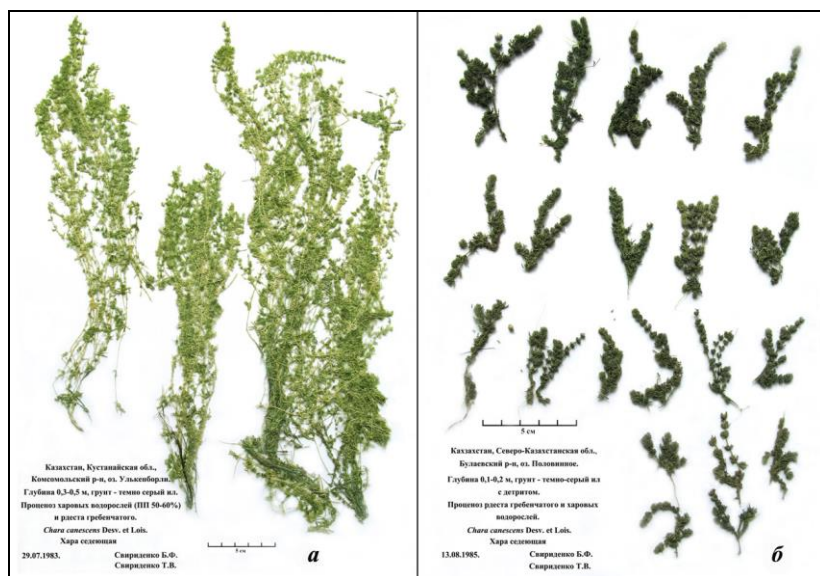 Казахстан, Кустанайская обл.,
Комсомольский р-н, оз. Улькенборли.
Глубина 0,3-0,5 м, грунт - темно серый ил.
Проценоз харовых водорослей (ПП 50-60%)
и рдеста гребенчатого.
Chara canescens Desv. et Lois.
Хара седеющая
29.07.1983. Свириденко Б.Ф.
Свириденко Т.В.
5 см
а
5 см
Кахзахстан, Северо-Казахстанская обл.,
Булаевский р-н, оз. Половинное.
Глубина 0,1-0,2 м, грунт - темно-серый ил
с детритом.
Проценоз рдеста гребенчатого и харовых
водорослей.
Chara canescens Desv. et Lois.
Хара седеющая
13.08.1985. Свириденко Б.Ф.
Свириденко Т.В.
б